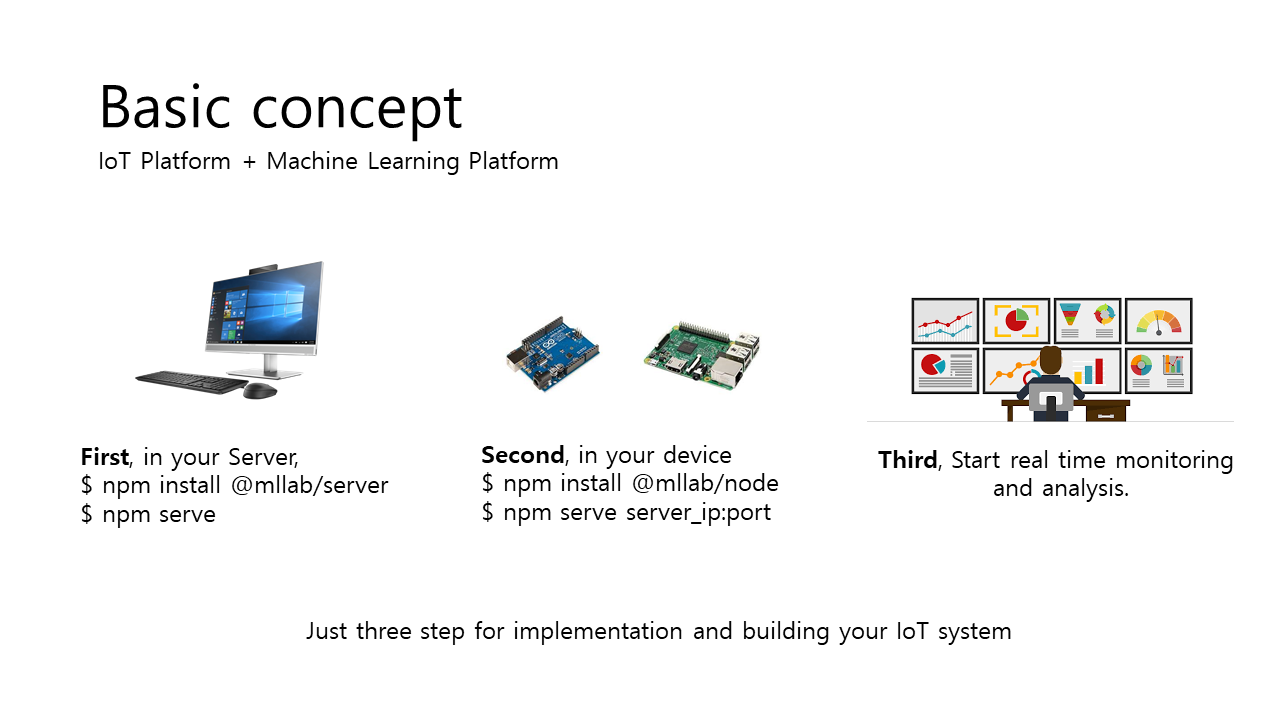 Basic concept
IoT Platform + Machine Learning Platform
First, in your Server,
$ npm install @mllab/server
$ npm serve
Second, in your device
$ npm install @mllab/node
$ npm serve server_ip:port
Third, Start real time monitoring
and analysis.
Just three step for implementation and building your IoT system